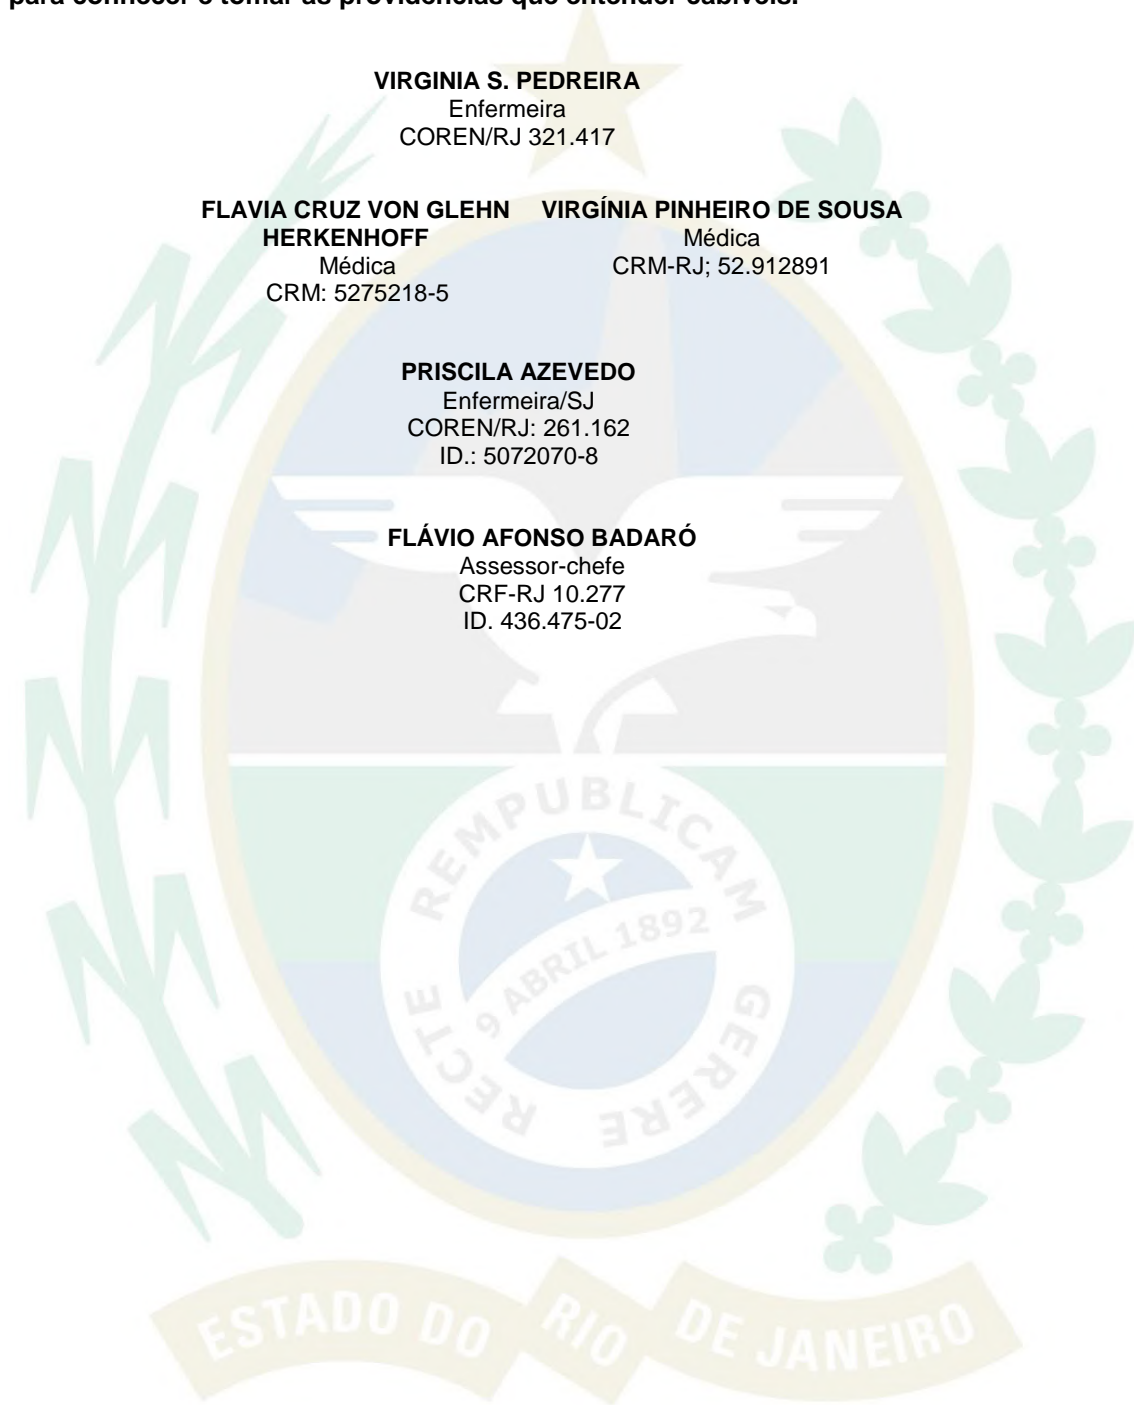 para conhecer e tomar as providências que entender cabíveis.
VIRGINIA S. PEDREIRA
Enfermeira
COREN/RJ 321.417
FLAVIA CRUZ VON GLEHN
HERKENHOFF
Médica
CRM: 5275218-5
VIRGÍNIA PINHEIRO DE SOUSA
Médica
CRM-RJ; 52.912891
PRISCILA AZEVEDO
Enfermeira/SJ
COREN/RJ: 261.162
ID.: 5072070-8
FLÁVIO AFONSO BADARÓ
Assessor-chefe
CRF-RJ 10.277
ID. 436.475-02
RECTE REMPUBLICAM GERERE
9 ABRIL 1892
ESTADO DO RIO DE JANEIRO